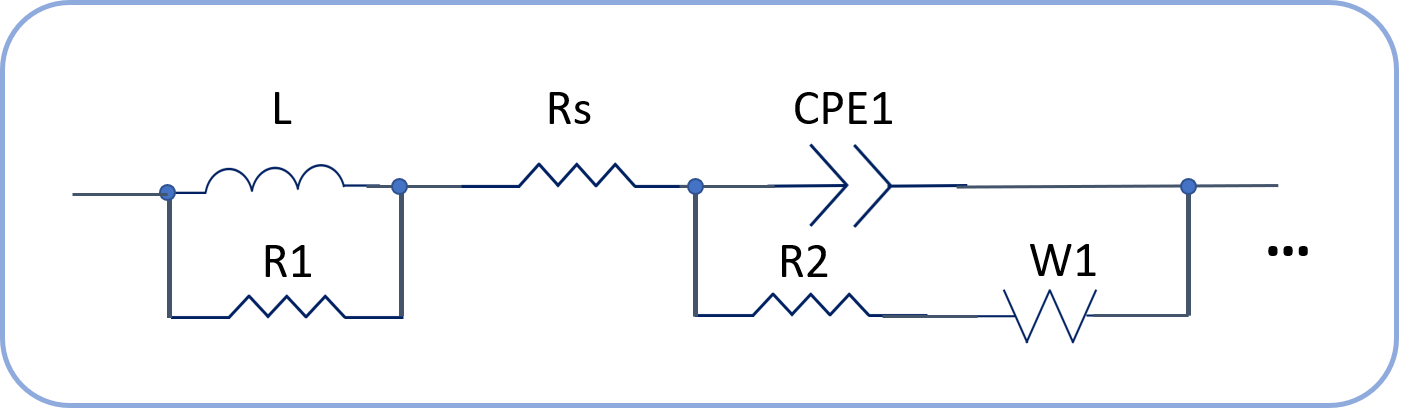 L Rs CPE1
R1 R2 W1
...